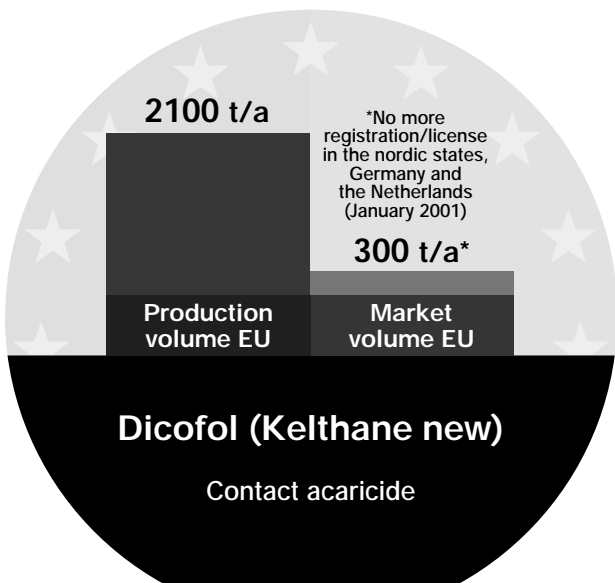 2100 t/a
*No more
registration/license
in the nordic states,
Germany and
the Netherlands
(January 2001)
300 t/a*
Production
volume EU
Market
volume EU
Dicofol (Kelthane new)
Contact acaricide